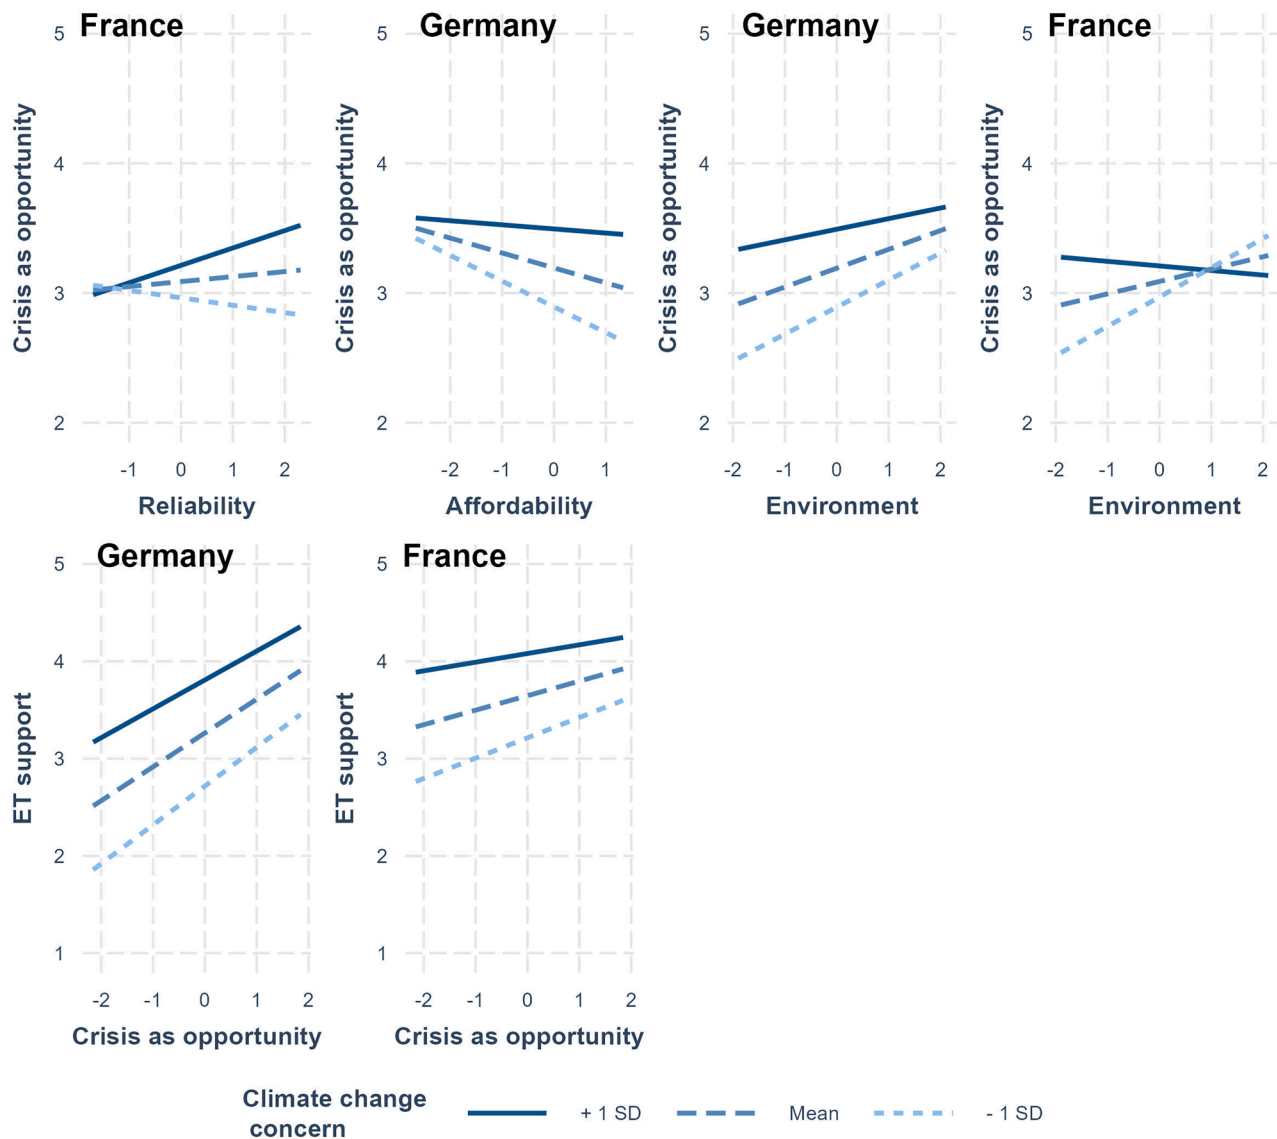 France
Germany
Germany
France
5
4
3
2
Crisis as opportunity
-1 0 1 2
Reliability
5
4
3
2
Crisis as opportunity
-2 -1 0 1
Affordability
5
4
3
2
Crisis as opportunity
-2 -1 0 1 2
Environment
5
4
3
2
Crisis as opportunity
-2 -1 0 1 2
Environment
Germany
France
5
4
3
2
1
ET support
-2 -1 0 1 2
Crisis as opportunity
5
4
3
2
1
ET support
-2 -1 0 1 2
Crisis as opportunity
Climate change
concern
+ 1 SD
Mean
- 1 SD